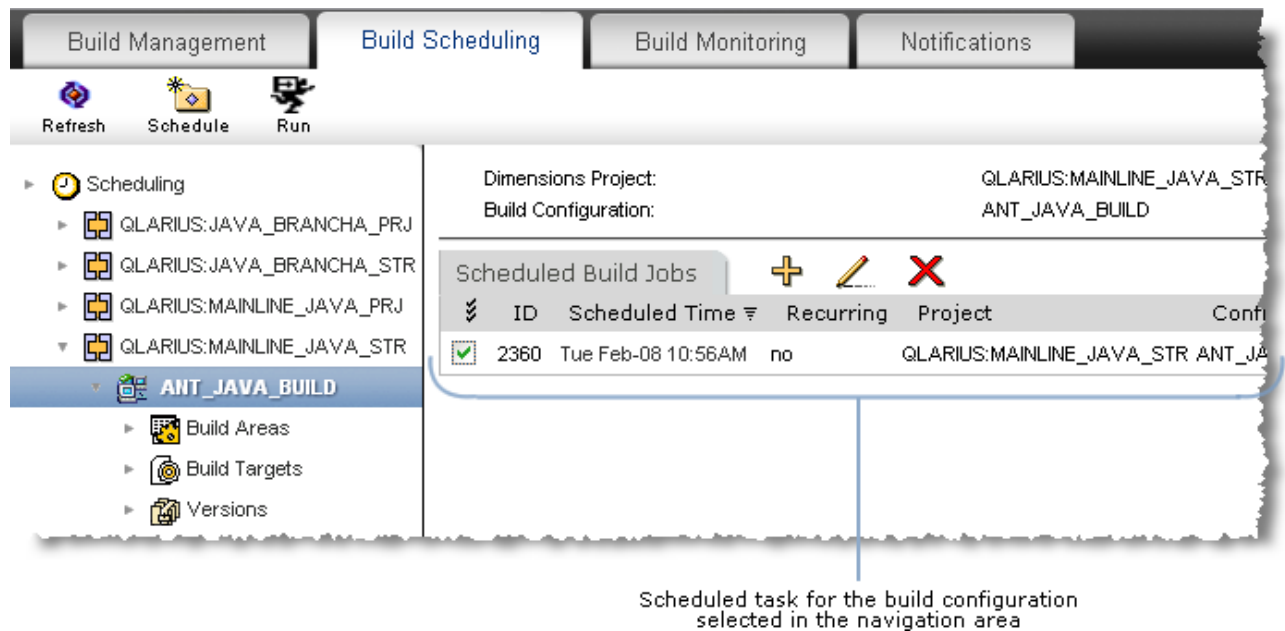 Build Management Build Scheduling Build Monitoring Notifications
Refresh Schedule Run
Scheduling
QLARIUS:JAVA_BRANCHA_PRJ
QLARIUS:JAVA_BRANCHA_STR
QLARIUS:MAINLINE_JAVA_PRJ
QLARIUS:MAINLINE_JAVA_STR
ANT_JAVA_BUILD
Build Areas
Build Targets
Versions
Dimensions Project: QLARIUS:MAINLINE_JAVA_STR
Build Configuration: ANT_JAVA_BUILD
Scheduled Build Jobs
ID Scheduled Time Recurring Project Confi
2360 Tue Feb-08 10:56AM no QLARIUS:MAINLINE_JAVA_STR ANT_JA
Scheduled task for the build configuration
selected in the navigation area